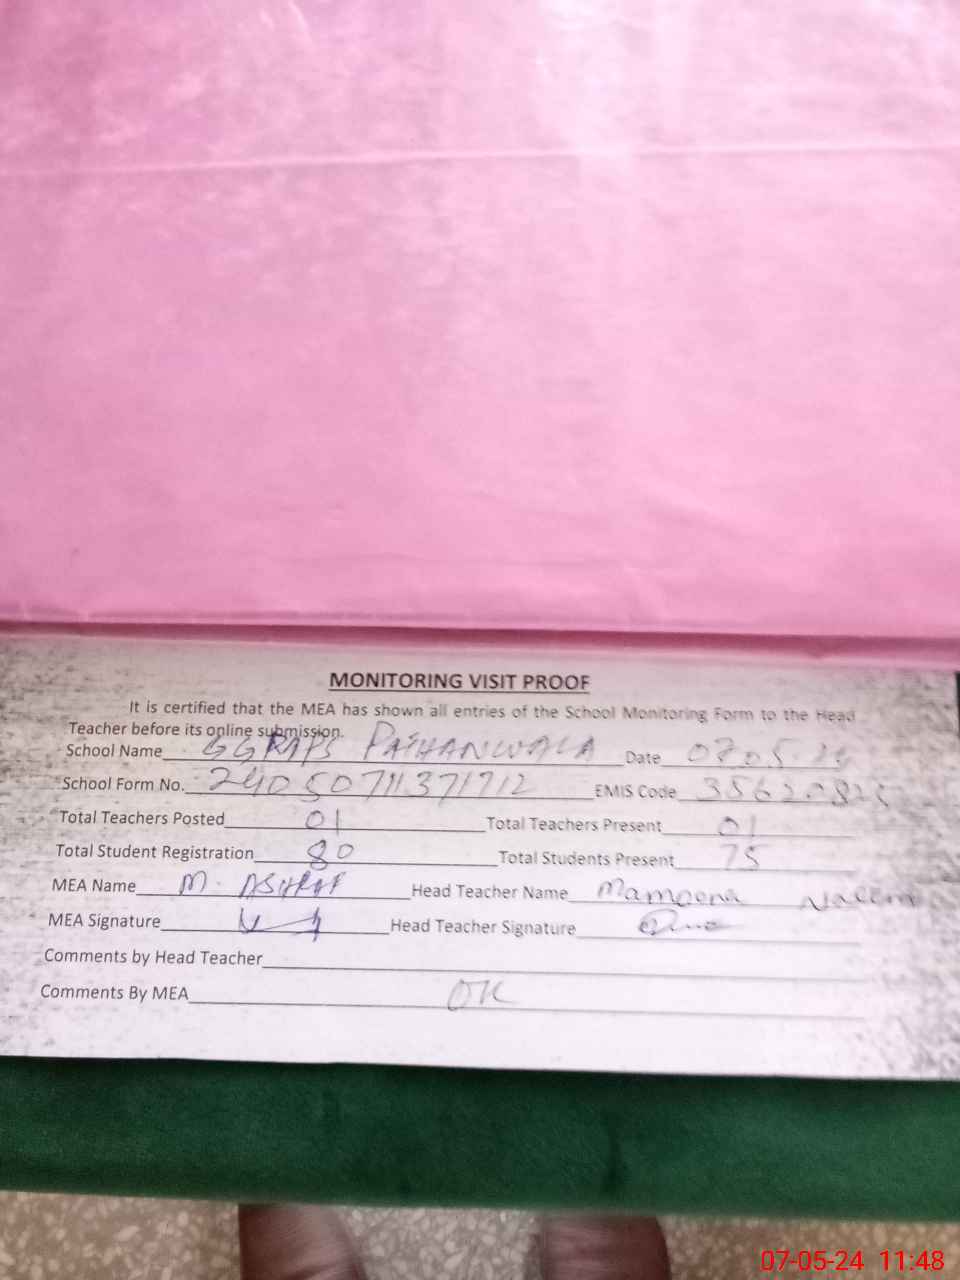 MONITORING VISIT PROOF
It is certified that the MEA has shown all entries of the School Monitoring Form to the Head
Teacher before its online submission.
School Name PATHANWALA Date 07.05.24
School Form No. 24050711371712 EMIS Code
Total Teachers Posted 01 Total Teachers Present 01
Total Student Registration 80 Total Students Present 75
MEA Name M. ASHRAF Head Teacher Name Mamoona Naeem
MEA Signature Head Teacher Signature
Comments by Head Teacher
Comments By MEA OK
07-05-24 11:48